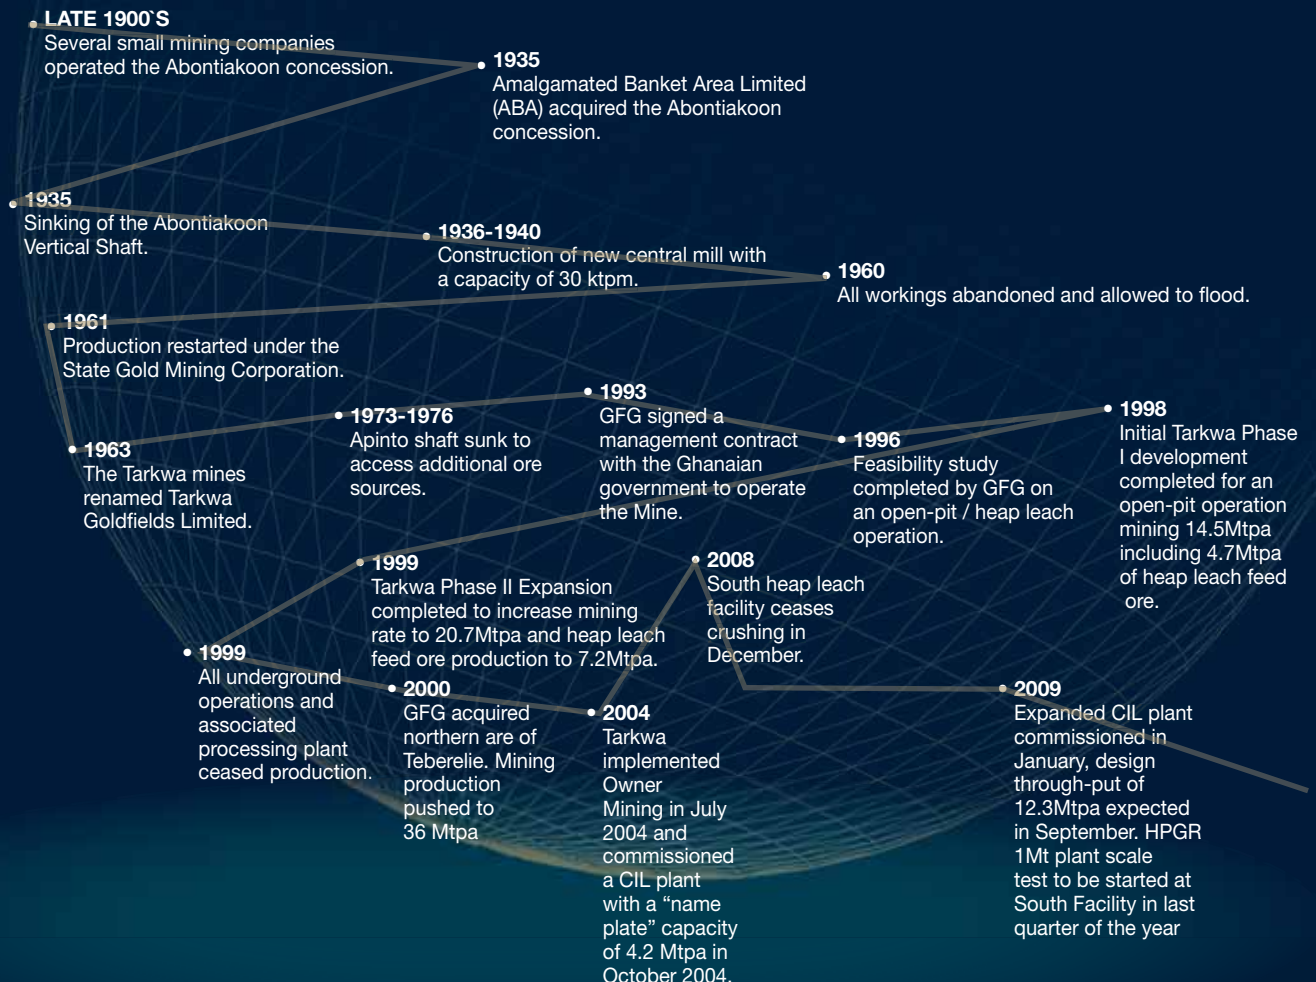 LATE 1900`S
Several small mining companies
operated the Abontiakoon concession.
1935
Amalgamated Banket Area Limited
(ABA) acquired the Abontiakoon
concession.
1935
Sinking of the Abontiakoon
Vertical Shaft.
1936-1940
Construction of new central mill with
a capacity of 30 ktpm.
1960
All workings abandoned and allowed to flood.
1961
Production restarted under the
State Gold Mining Corporation.
1963
The Tarkwa mines
renamed Tarkwa
Goldfields Limited.
1973-1976
Apinto shaft sunk to
access additional ore
sources.
1993
GFG signed a
management contract
with the Ghanaian
government to operate
the Mine.
1996
Feasibility study
completed by GFG on
an open-pit / heap leach
operation.
1998
Initial Tarkwa Phase
I development
completed for an
open-pit operation
mining 14.5Mtpa
including 4.7Mtpa
of heap leach feed
ore.
1999
Tarkwa Phase II Expansion
completed to increase mining
rate to 20.7Mtpa and heap leach
feed ore production to 7.2Mtpa.
1999
All underground
operations and
associated
processing plant
ceased production.
2000
GFG acquired
northern are of
Teberelie. Mining
production
pushed to
36 Mtpa
2004
Tarkwa
implemented
Owner
Mining in July
2004 and
commissioned
a CIL plant
with a “name
plate” capacity
of 4.2 Mtpa in
October 2004.
2008
South heap leach
facility ceases
crushing in
December.
2009
Expanded CIL plant
commissioned in
January, design
through-put of
12.3Mtpa expected
in September. HPGR
1Mt plant scale
test to be started at
South Facility in last
quarter of the year